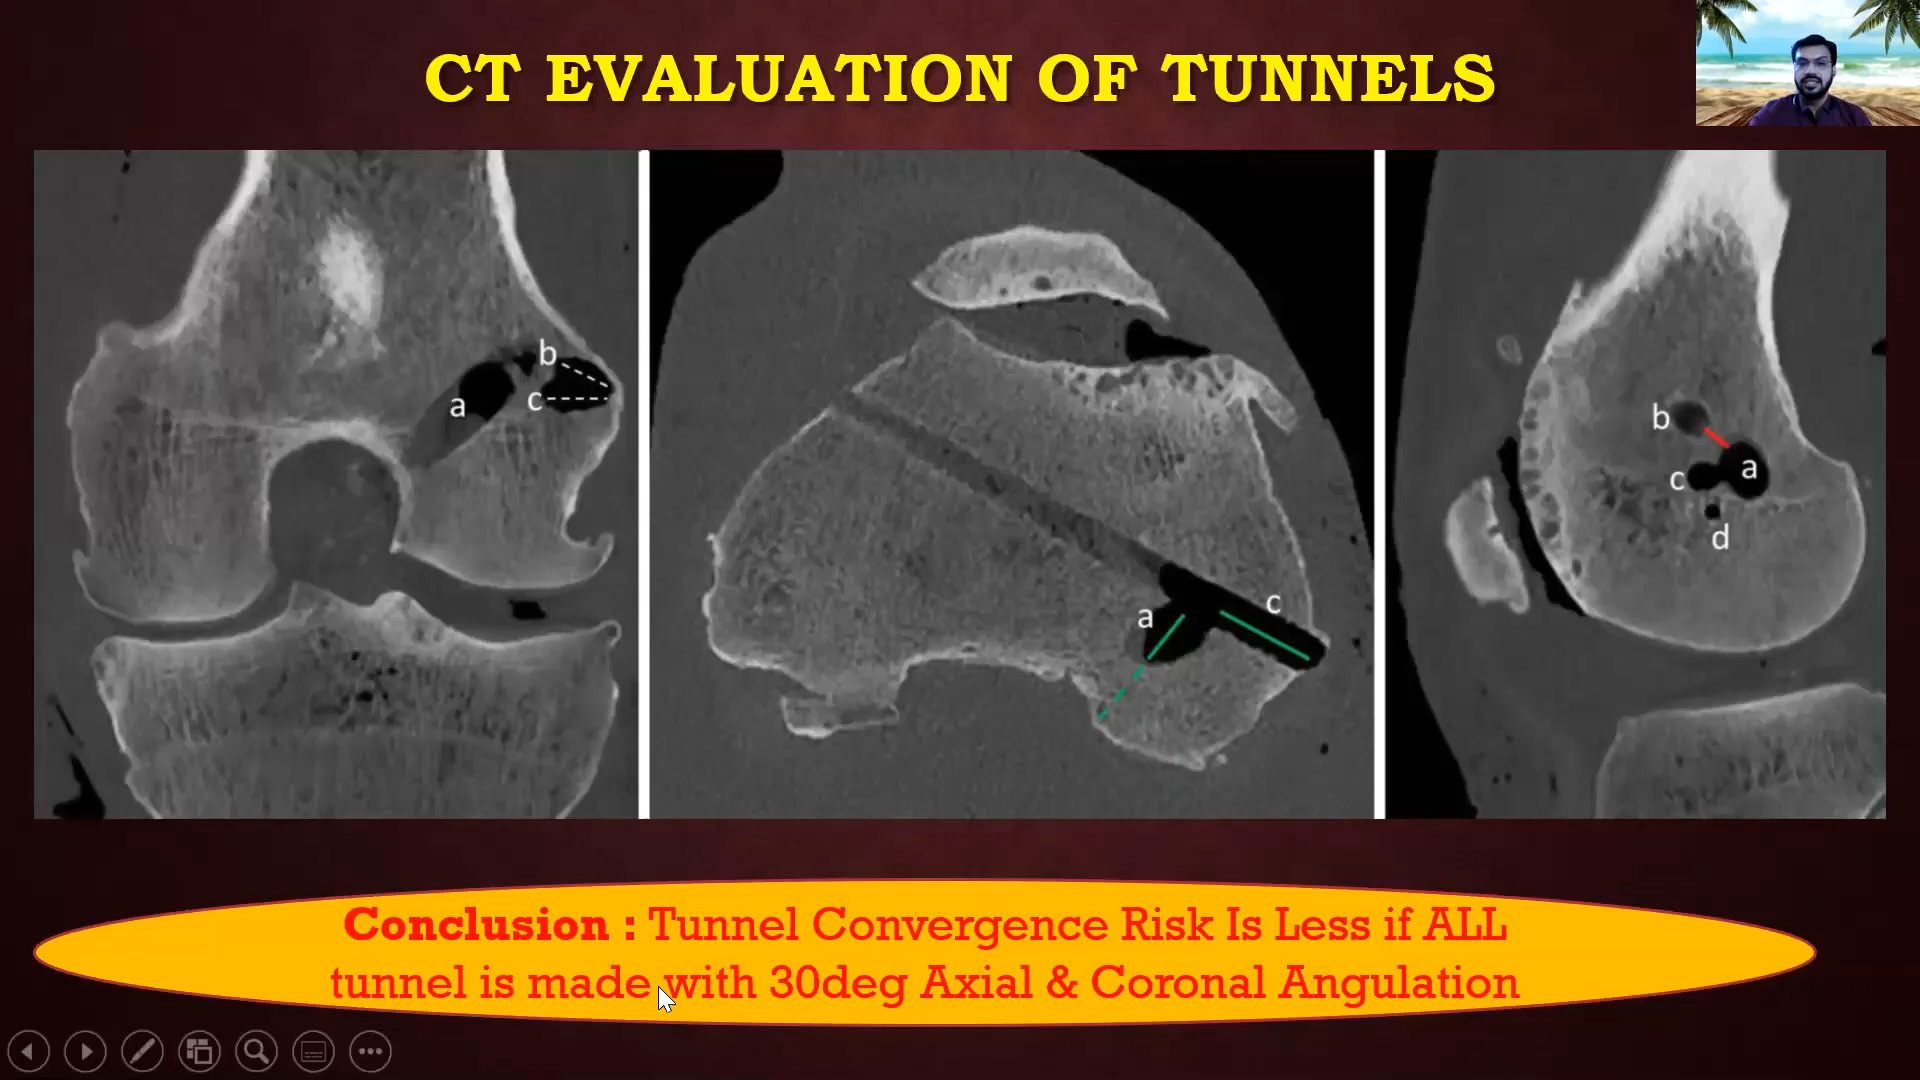 CT EVALUATION OF TUNNELS
b
a
c
a
c
b
a
c
d
Conclusion : Tunnel Convergence Risk Is Less if ALL
tunnel is made with 30deg Axial & Coronal Angulation